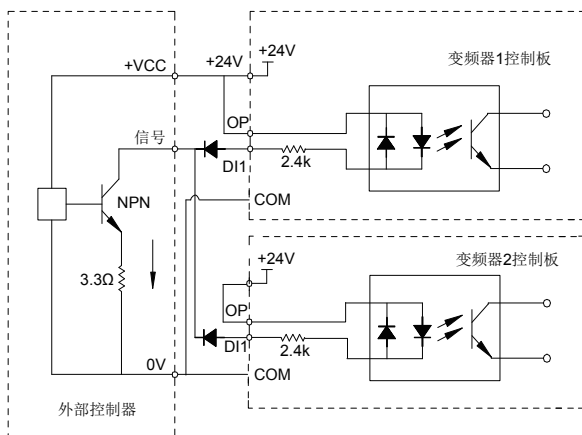 +24V
+VCC
+24V
变频器1控制板
OP
信号
DI1
2.4k
NPN
COM
3.3Ω
+24V
变频器2控制板
OP
DI1
2.4k
0V
COM
外部控制器